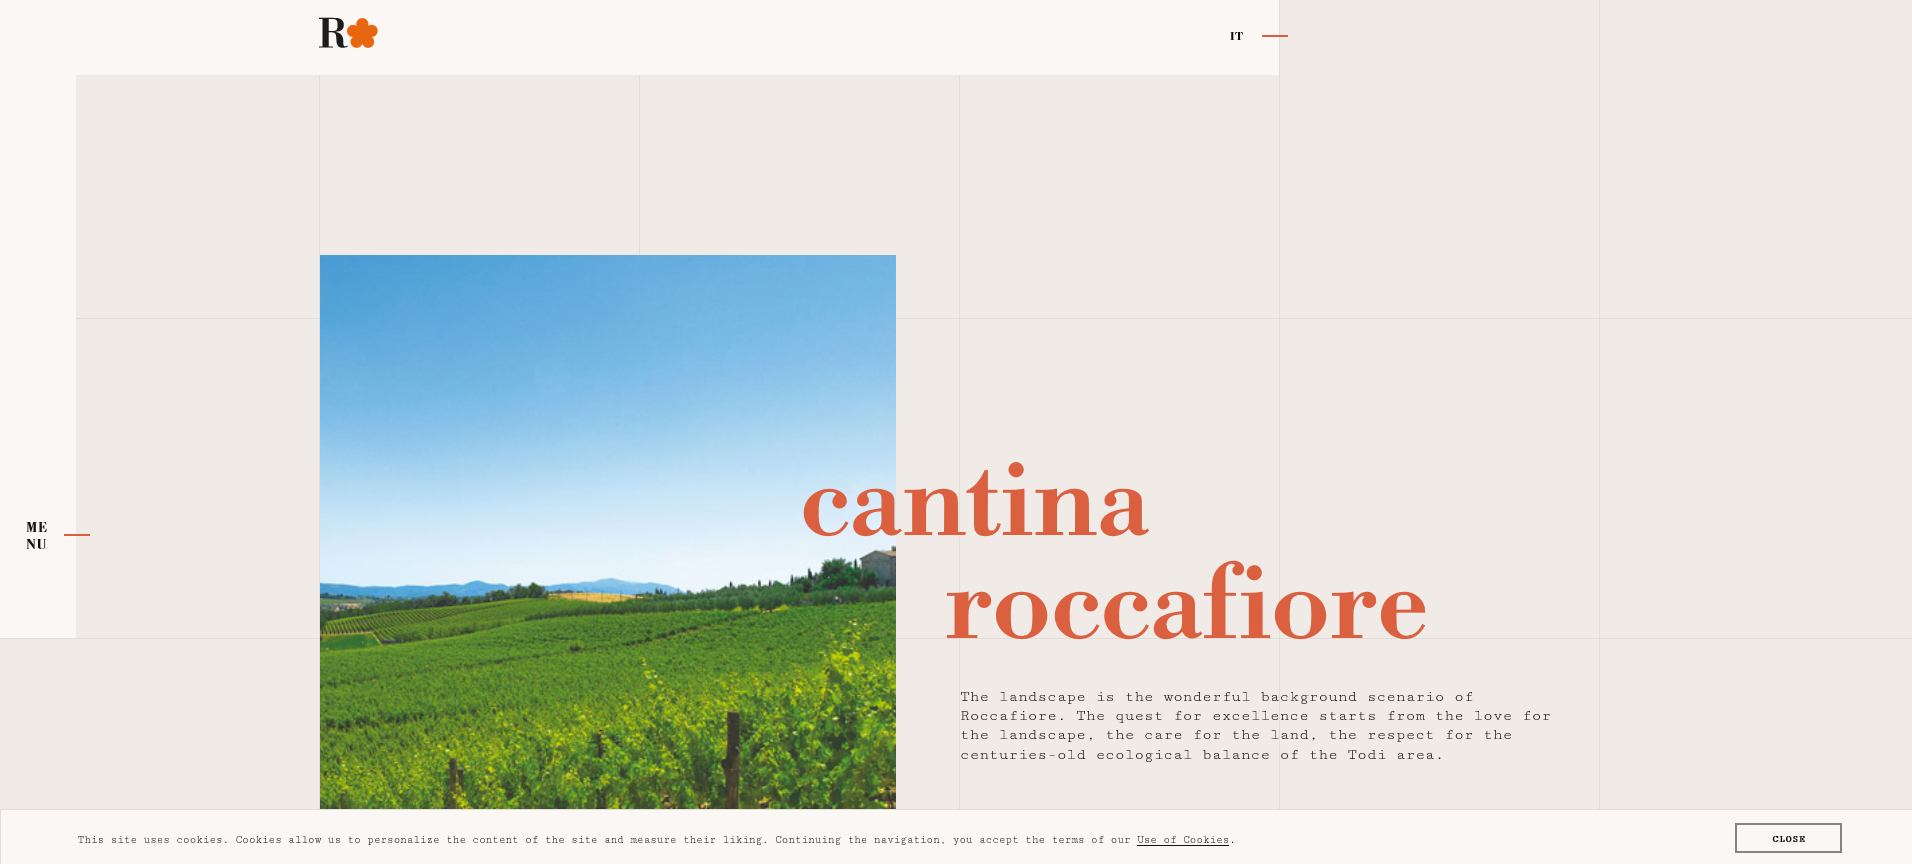 R
IT
ME
NU
cantina
roccafiore
The landscape is the wonderful background scenario of
Roccafiore. The quest for excellence starts from the love for
the landscape, the care for the land, the respect for the
centuries-old ecological balance of the Todi area.
This site uses cookies. Cookies allow us to personalize the content of the site and measure their liking. Continuing the navigation, you accept the terms of our Use of Cookies.
CLOSE